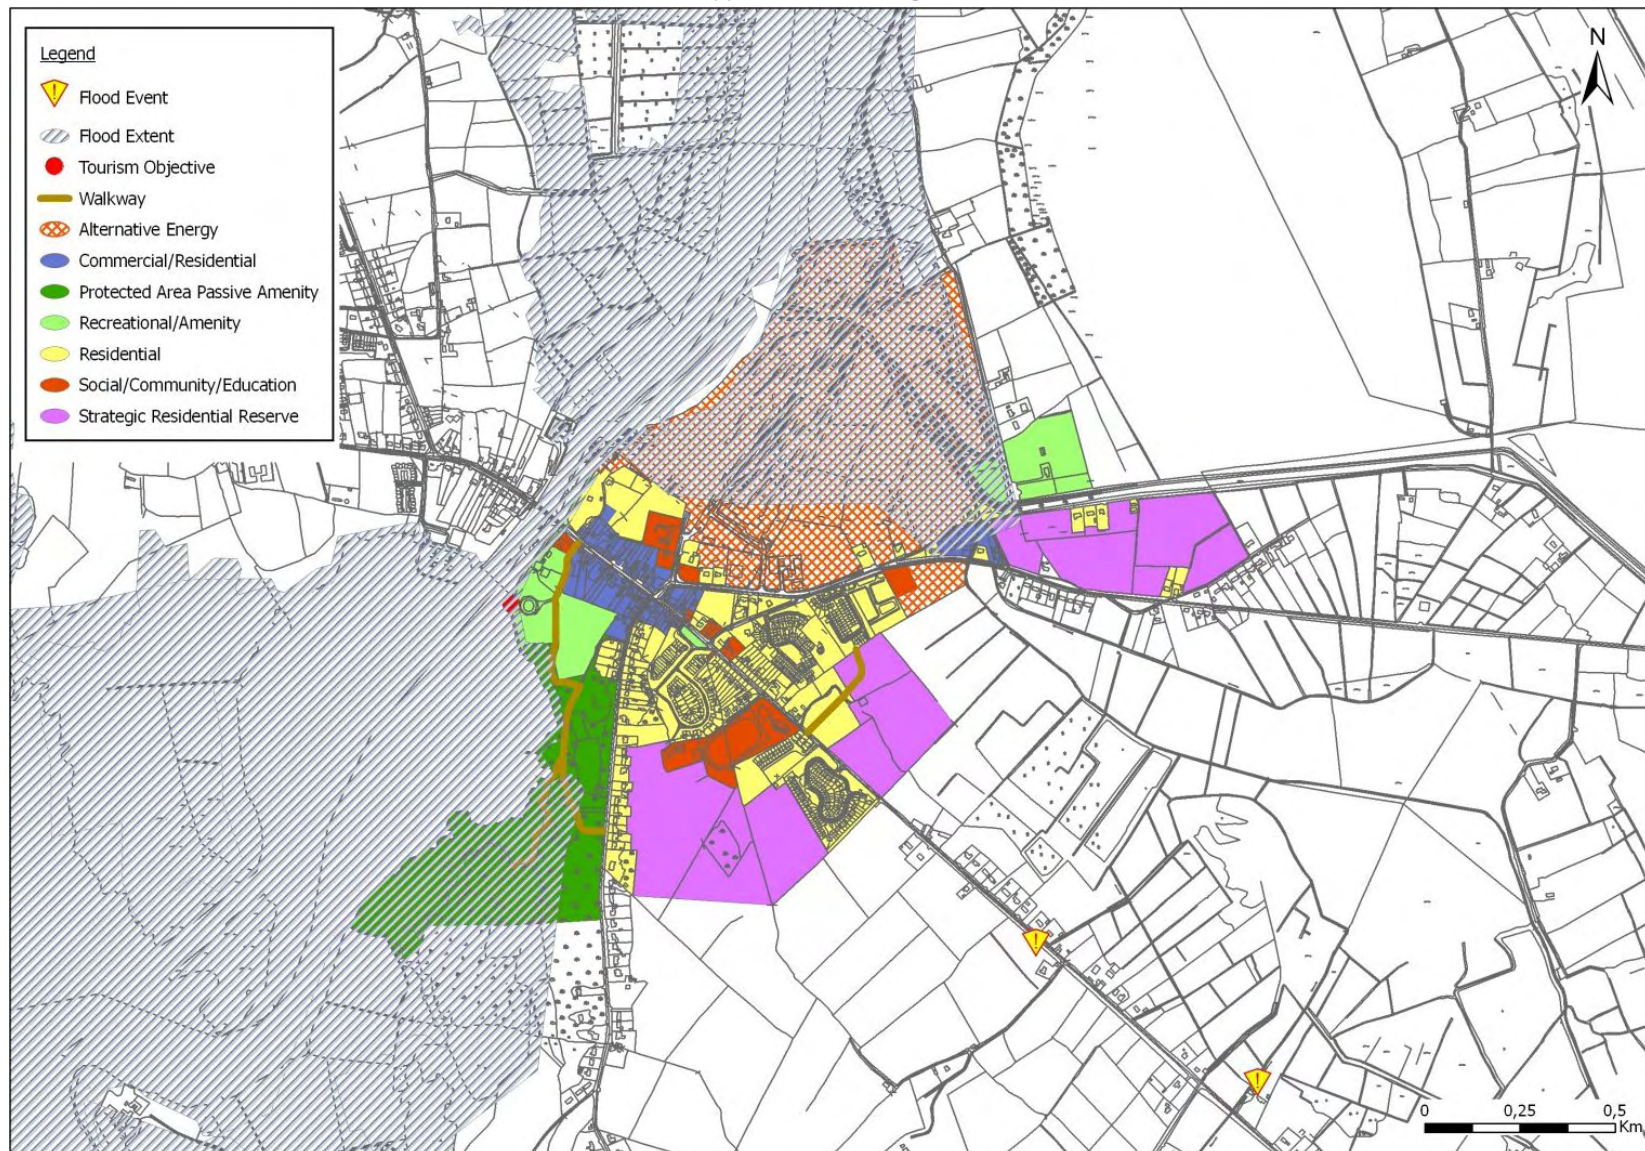 Legend
Flood Event
Flood Extent
Tourism Objective
Walkway
Alternative Energy
Commercial/Residential
Protected Area Passive Amenity
Recreational/Amenity
Residential
Social/Community/Education
Strategic Residential Reserve
N
0 0,25 0,5
Km